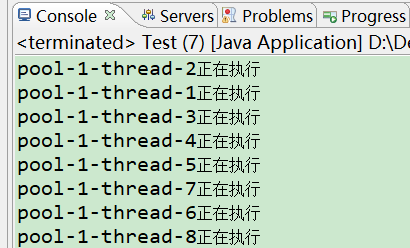 Console Servers Problems Progress
<terminated> Test (7) [Java Application] D:\De
pool-1-thread-2正在执行
pool-1-thread-1正在执行
pool-1-thread-3正在执行
pool-1-thread-4正在执行
pool-1-thread-5正在执行
pool-1-thread-7正在执行
pool-1-thread-6正在执行
pool-1-thread-8正在执行